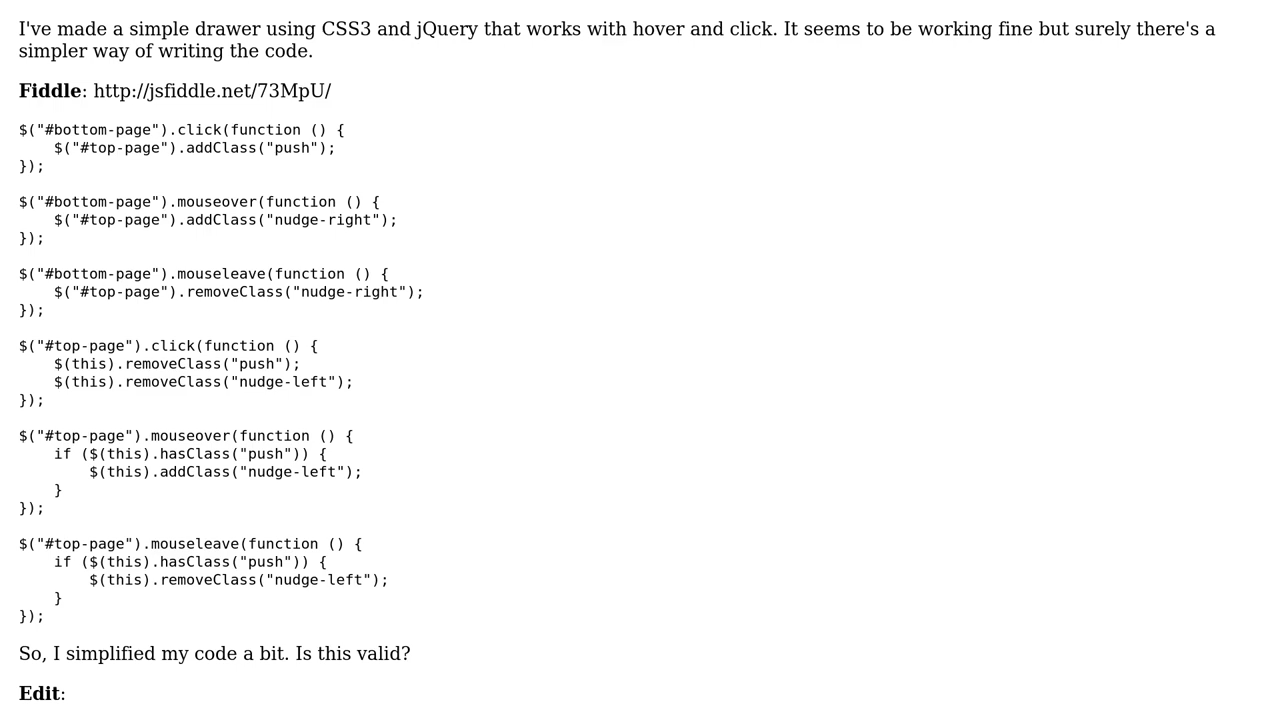 I've made a simple drawer using CSS3 and jQuery that works with hover and click. It seems to be working fine but surely there's a
simpler way of writing the code.
Fiddle: http://jsfiddle.net/73MpU/
$("#bottom-page").click(function () {
    $("#top-page").addClass("push");
});
$("#bottom-page").mouseover(function () {
    $("#top-page").addClass("nudge-right");
});
$("#bottom-page").mouseleave(function () {
    $("#top-page").removeClass("nudge-right");
});
$("#top-page").click(function () {
    $(this).removeClass("push");
    $(this).removeClass("nudge-left");
});
$("#top-page").mouseover(function () {
    if ($(this).hasClass("push")) {
        $(this).addClass("nudge-left");
    }
});
$("#top-page").mouseleave(function () {
    if ($(this).hasClass("push")) {
        $(this).removeClass("nudge-left");
    }
});
So, I simplified my code a bit. Is this valid?
Edit: